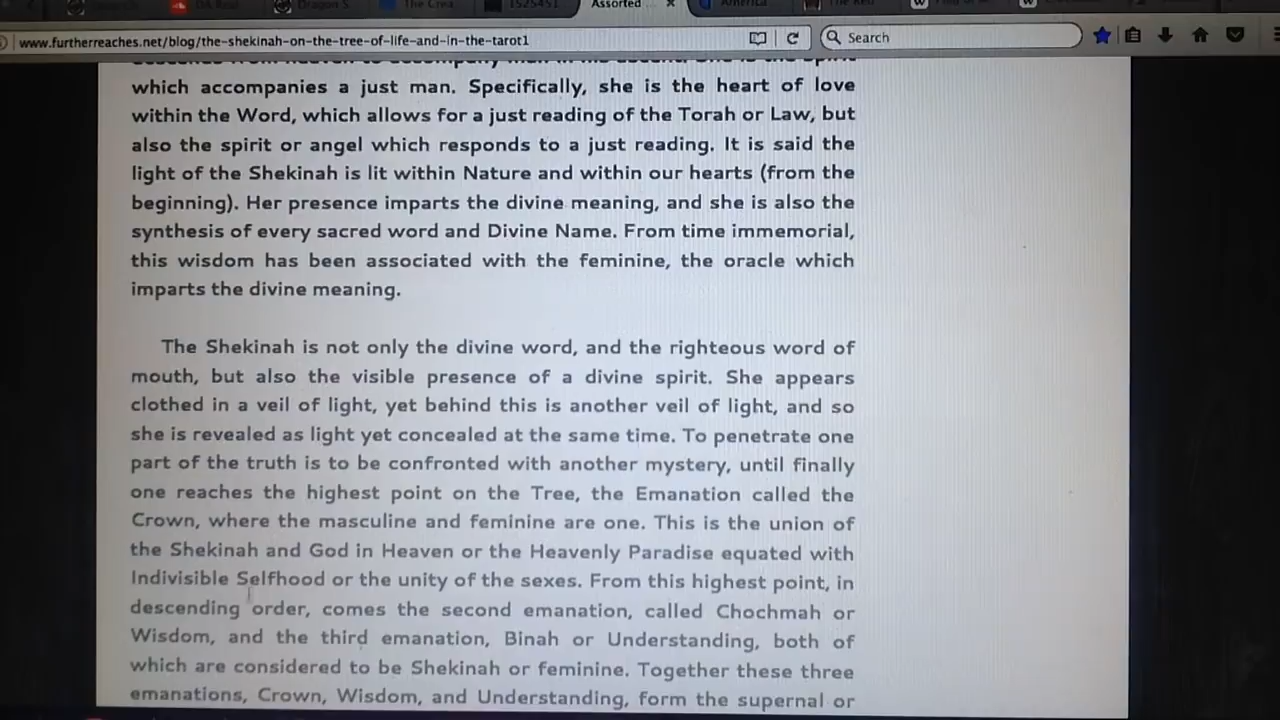 DA Real
Dragon S
The Crea
1525451
Assorted
America
The Red
www.furtherreaches.net/blog/the-shekinah-on-the-tree-of-life-and-in-the-tarot1
Search
which accompanies a just man. Specifically, she is the heart of love
within the Word, which allows for a just reading of the Torah or Law, but
also the spirit or angel which responds to a just reading. It is said the
light of the Shekinah is lit within Nature and within our hearts (from the
beginning). Her presence imparts the divine meaning, and she is also the
synthesis of every sacred word and Divine Name. From time immemorial,
this wisdom has been associated with the feminine, the oracle which
imparts the divine meaning.
The Shekinah is not only the divine word, and the righteous word of
mouth, but also the visible presence of a divine spirit. She appears
clothed in a veil of light, yet behind this is another veil of light, and so
she is revealed as light yet concealed at the same time. To penetrate one
part of the truth is to be confronted with another mystery, until finally
one reaches the highest point on the Tree, the Emanation called the
Crown, where the masculine and feminine are one. This is the union of
the Shekinah and God in Heaven or the Heavenly Paradise equated with
Indivisible Selfhood or the unity of the sexes. From this highest point, in
descending order, comes the second emanation, called Chochmah or
Wisdom, and the third emanation, Binah or Understanding, both of
which are considered to be Shekinah or feminine. Together these three
emanations, Crown, Wisdom, and Understanding, form the supernal or